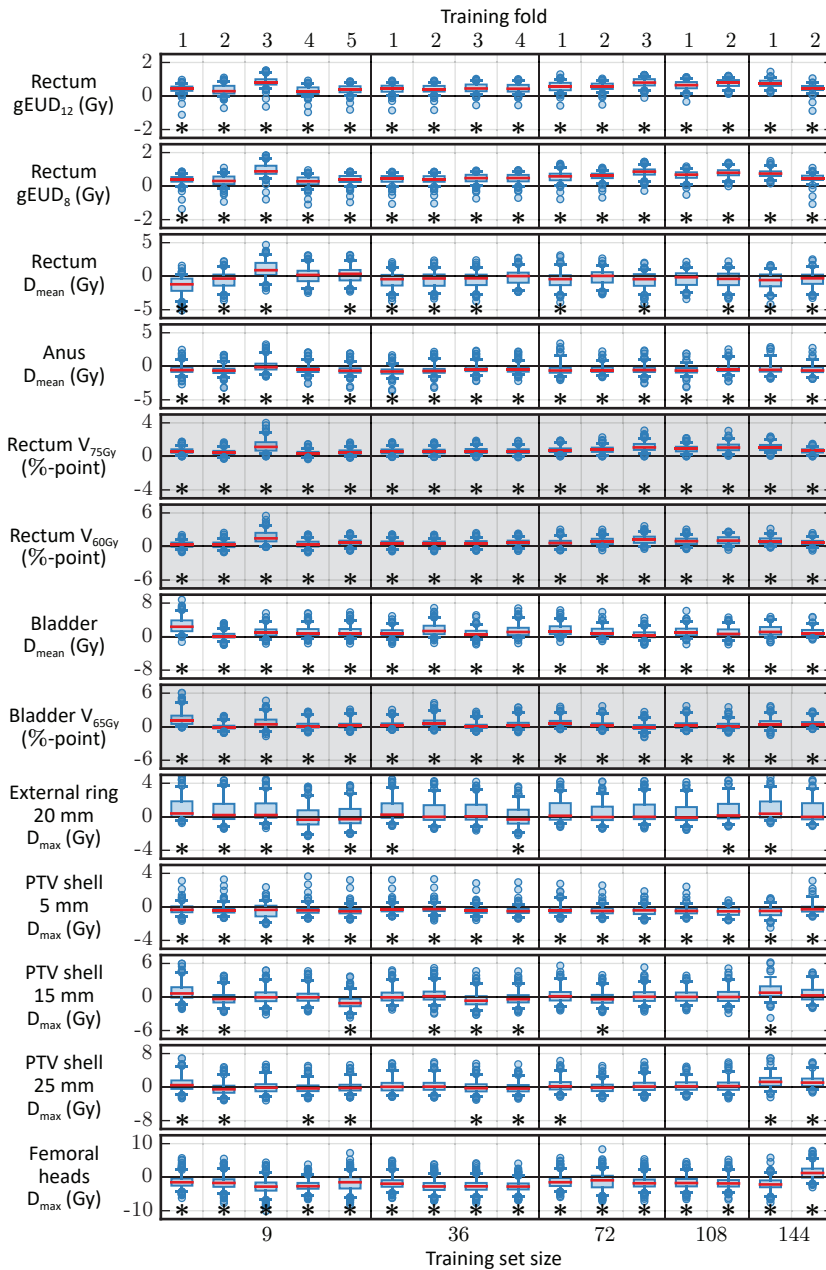 Training fold
1 2 3 4 5 1 2 3 4 1 2 3 1 2 1 2
2
Rectum
gEUD₁₂ (Gy)
0
-2
* * * * * * * * * * * * * * * *
2
Rectum
gEUD₈ (Gy)
0
-2
* * * * * * * * * * * * * * * *
5
Rectum
Dmean (Gy)
0
-5
* * * * * * * * * * * *
5
Anus
Dmean (Gy)
0
-5
* * * * * * * * * * * * * * * *
4
Rectum V75Gy
(%-point)
0
-4
* * * * * * * * * * * * * * * *
6
Rectum V60Gy
(%-point)
0
-6
* * * * * * * * * * * * * * * *
8
Bladder
Dmean (Gy)
0
-8
* * * * * * * * * * * * * * * *
6
Bladder V65Gy
(%-point)
0
-6
* * * * * * * * * * * * * * * *
4
External ring
20 mm
Dmax (Gy)
0
-4
* * * * * * * * *
4
PTV shell
5 mm
Dmax (Gy)
0
-4
* * * * * * * * * * * * * * * *
6
PTV shell
15 mm
Dmax (Gy)
0
-6
* * * * * * * *
8
PTV shell
25 mm
Dmax (Gy)
0
-8
* * * * * * * * *
10
Femoral
heads
Dmax (Gy)
0
-10
* * * * * * * * * * * * * * * *
9 36 72 108 144
Training set size